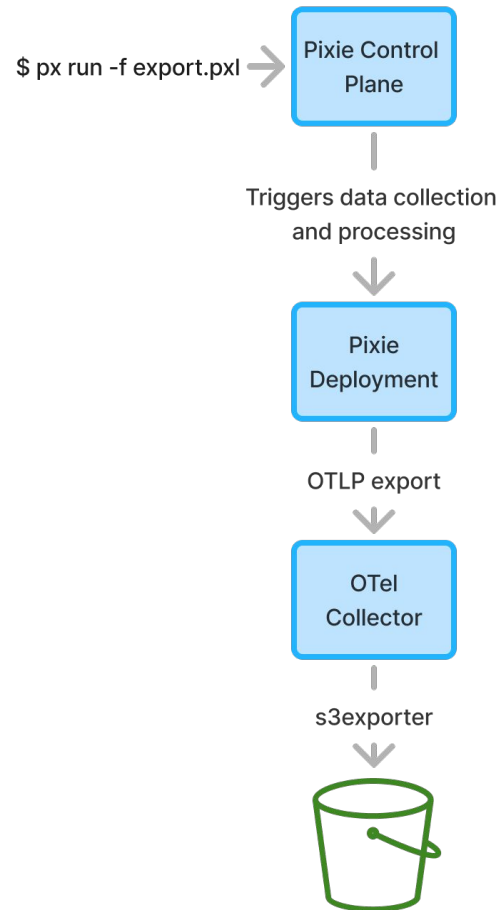 $ px run -f export.pxl
Pixie Control
Plane
Triggers data collection
and processing
Pixie
Deployment
OTLP export
OTel
Collector
s3exporter